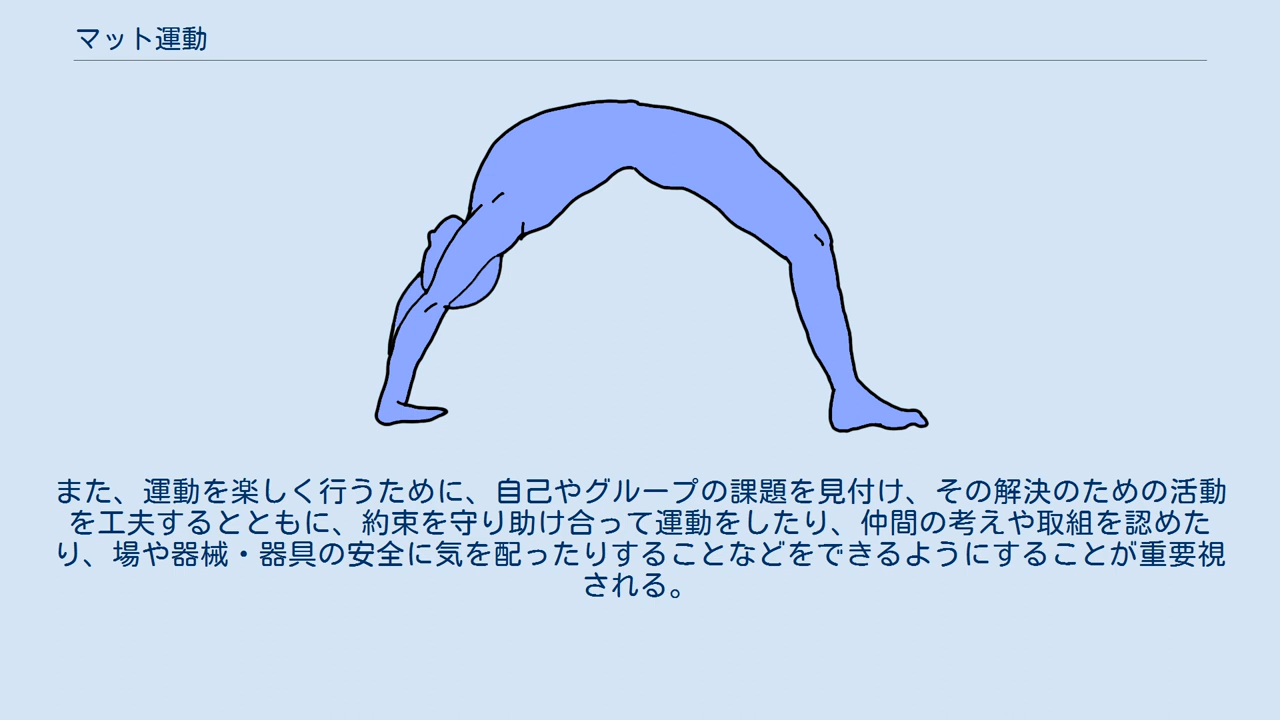 マット運動
また、運動を楽しく行うために、自己やグループの課題を見付け、その解決のための活動
を工夫するとともに、約束を守り助け合って運動をしたり、仲間の考えや取組を認めた
り、場や器械・器具の安全に気を配ったりすることなどをできるようにすることが重要視
される。